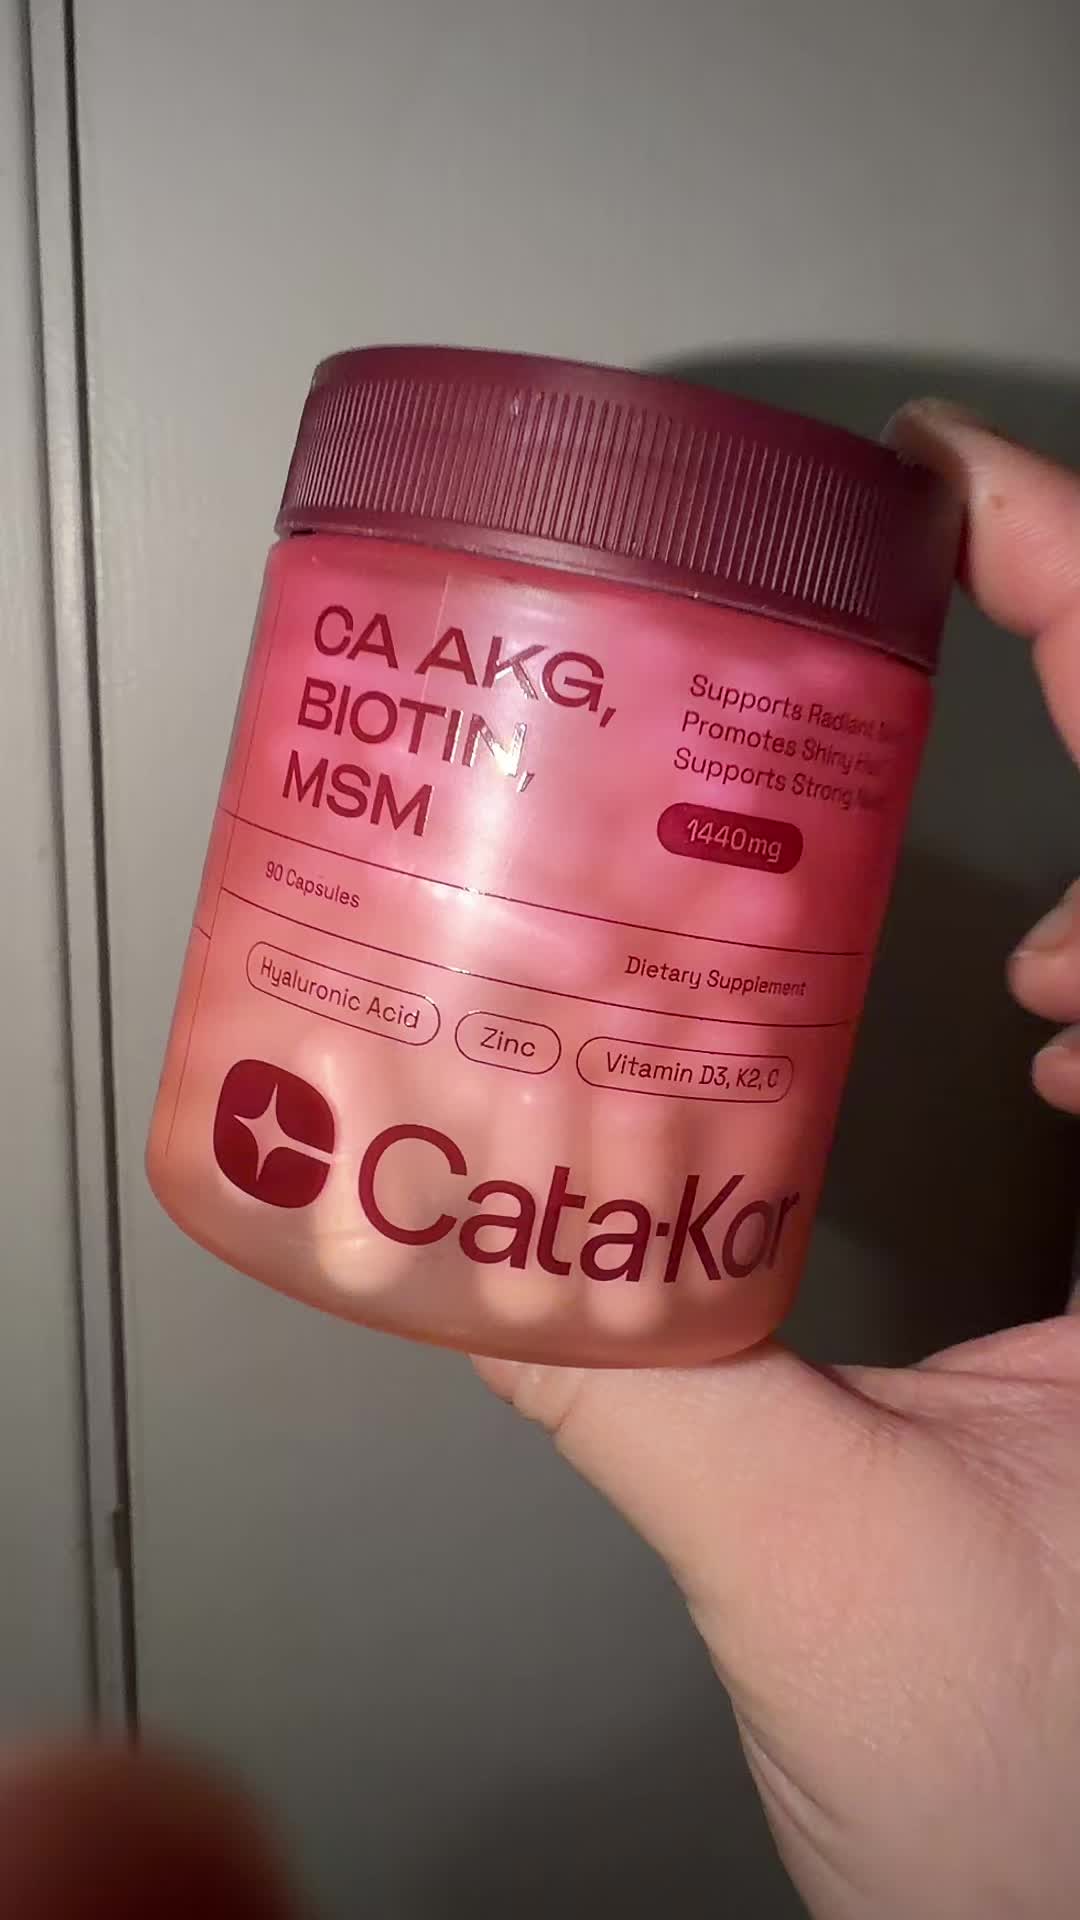 CA AKG,
BIOTIN,
MSM
Supports Radiant
Promotes Shiny
Supports Strong
1440mg
90 Capsules
Dietary Supplement
Hyaluronic Acid
Zinc
Vitamin D3, K2, C
Cata·Kor